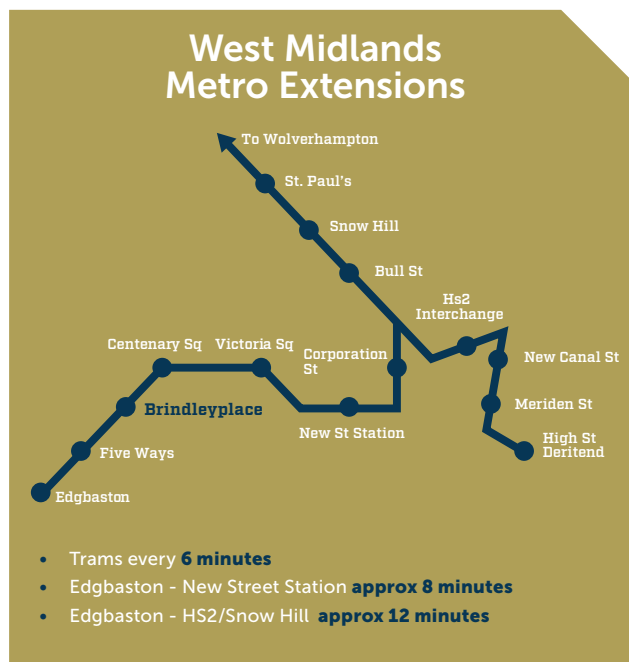 West Midlands
Metro Extensions
To Wolverhampton
St. Paul's
Snow Hill
Bull St
Hs2
Interchange
Centenary Sq
Victoria Sq
Corporation
St
New Canal St
Brindleyplace
Meriden St
New St Station
High St
Deritend
Five Ways
Edgbaston
• Trams every 6 minutes
• Edgbaston - New Street Station approx 8 minutes
• Edgbaston - HS2/Snow Hill approx 12 minutes